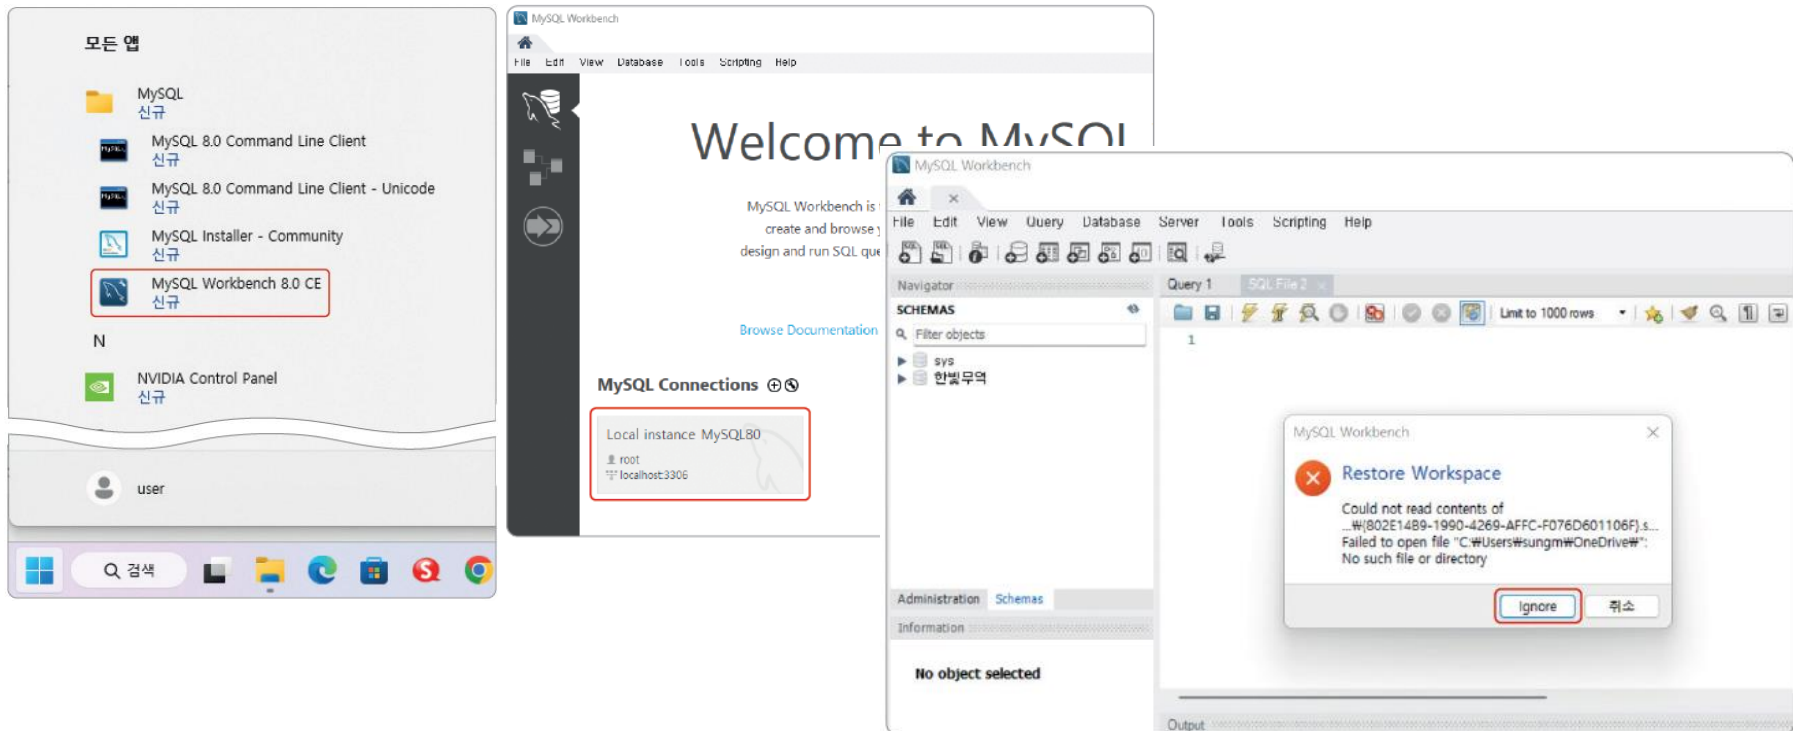 모든 앱
MySQL
신규
MySQL 8.0 Command Line Client
신규
MySQL 8.0 Command Line Client - Unicode
신규
MySQL Installer - Community
신규
MySQL Workbench 8.0 CE
신규
N
NVIDIA Control Panel
신규
user
검색
MySQL Workbench
File Edit View Database Tools Scripting Help
Welcome to MySQL
MySQL Workbench is
create and browse
design and run SQL que
Browse Documentation
MySQL Connections
Local instance MySQL80
root
localhost:3306
MySQL Workbench
File Edit View Query Database Server Tools Scripting Help
Navigator
SCHEMAS
Filter objects
sys
한빛무역
Administration Schemas
Information
No object selected
Query 1 SQL File 2
Limit to 1000 rows
1
MySQL Workbench
Restore Workspace
Could not read contents of
...₩{802E14B9-1990-4269-AFFC-F076D601106F}.s...
Failed to open file "C:₩Users₩sungm₩OneDrive₩":
No such file or directory
Ignore 취소
Output